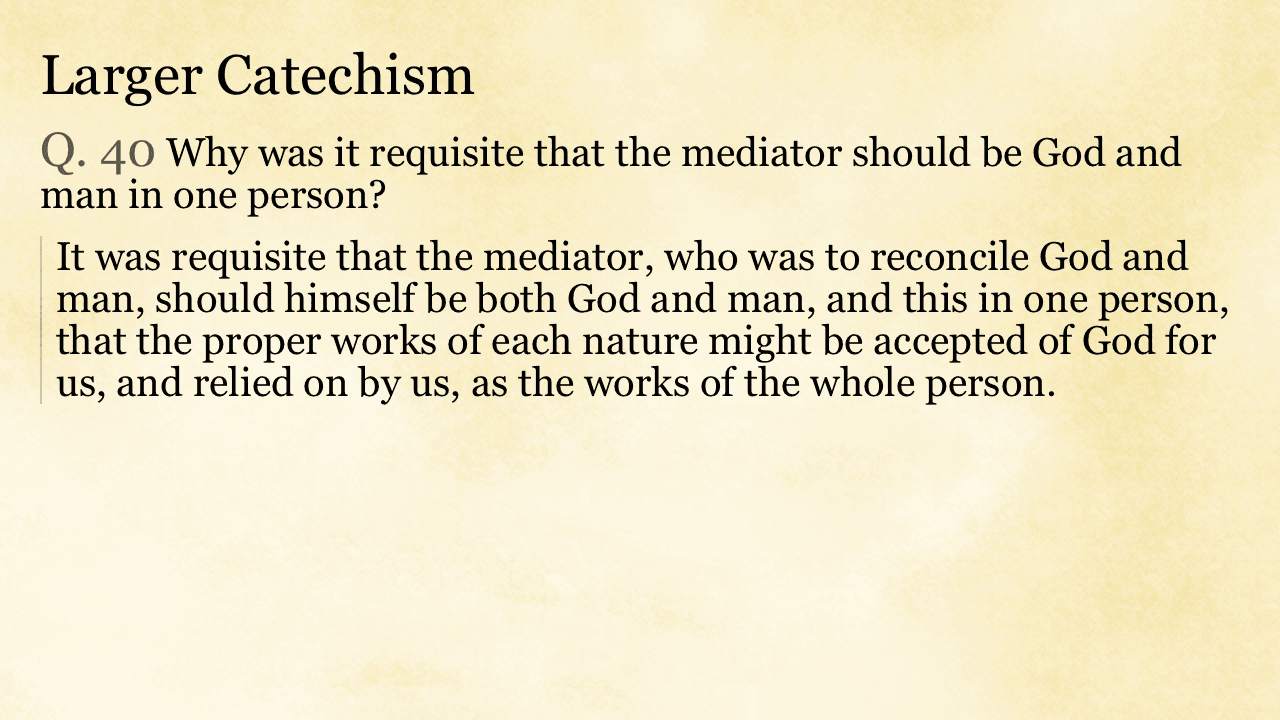 Larger Catechism
Q. 40 Why was it requisite that the mediator should be God and
man in one person?
It was requisite that the mediator, who was to reconcile God and
man, should himself be both God and man, and this in one person,
that the proper works of each nature might be accepted of God for
us, and relied on by us, as the works of the whole person.